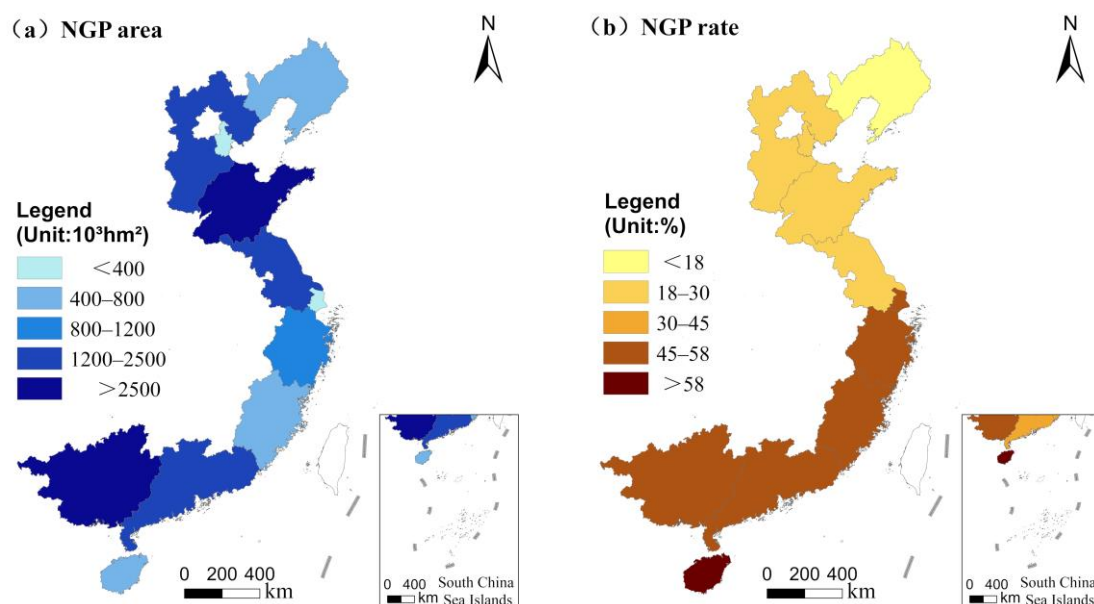 （a）NGP area
N
Legend
(Unit:10³hm²)
＜400
400–800
800–1200
1200–2500
＞2500
0 200 400
km
0 400
km
South China
Sea Islands
（b）NGP rate
N
Legend
(Unit:%)
＜18
18–30
30–45
45–58
＞58
0 200 400
km
0 400
km
South China
Sea Islands